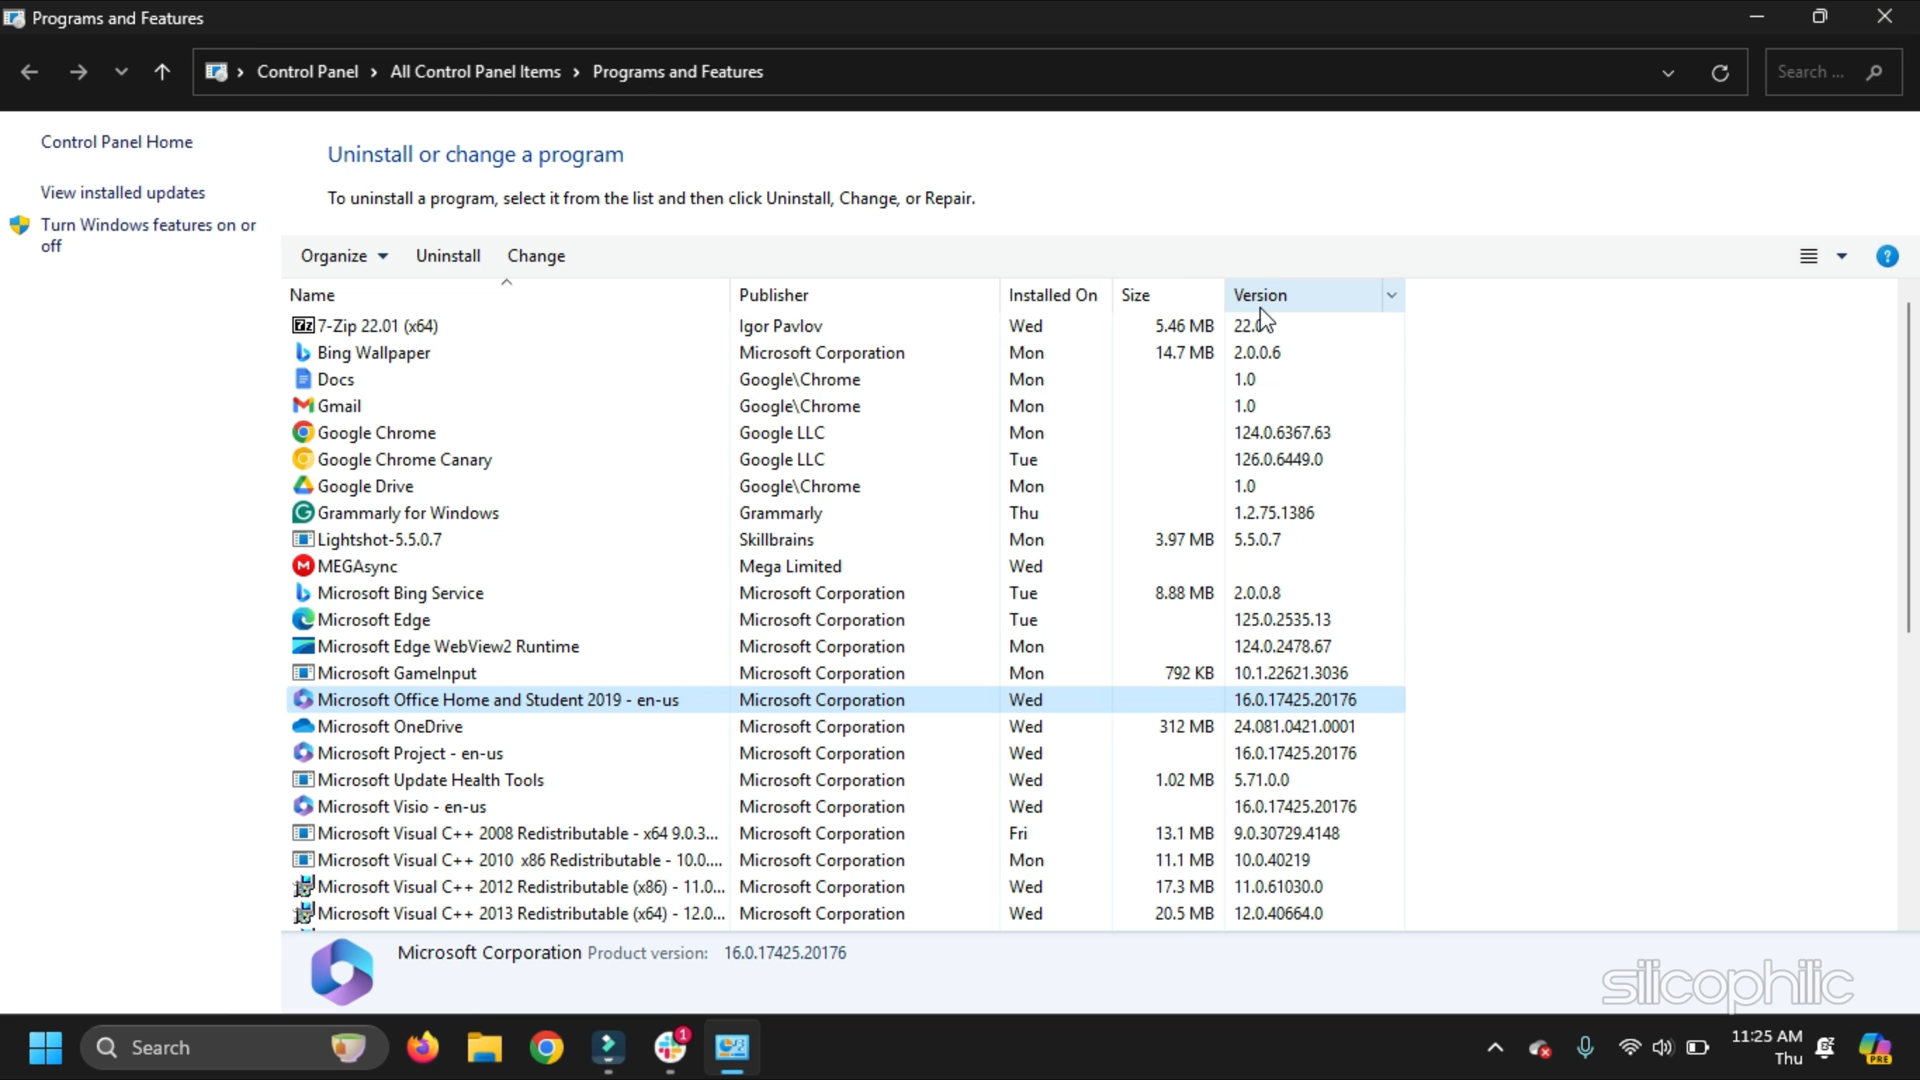 Programs and Features
Control Panel > All Control Panel Items > Programs and Features
Search ...
Control Panel Home
View installed updates
Turn Windows features on or
off
Uninstall or change a program
To uninstall a program, select it from the list and then click Uninstall, Change, or Repair.
Organize Uninstall Change
Name Publisher Installed On Size Version
7-Zip 22.01 (x64) Igor Pavlov Wed 5.46 MB
Bing Wallpaper Microsoft Corporation Mon 14.7 MB 2.0.0.6
Docs Google\Chrome Mon 1.0
Gmail Google\Chrome Mon 1.0
Google Chrome Google LLC Mon 124.0.6367.63
Google Chrome Canary Google LLC Tue 126.0.6449.0
Google Drive Google\Chrome Mon 1.0
Grammarly for Windows Grammarly Thu 1.2.75.1386
Lightshot-5.5.0.7 Skillbrains Mon 3.97 MB 5.5.0.7
MEGAsync Mega Limited Wed
Microsoft Bing Service Microsoft Corporation Tue 8.88 MB 2.0.0.8
Microsoft Edge Microsoft Corporation Tue 125.0.2535.13
Microsoft Edge WebView2 Runtime Microsoft Corporation Mon 124.0.2478.67
Microsoft GameInput Microsoft Corporation Mon 792 KB 10.1.22621.3036
Microsoft Office Home and Student 2019 - en-us Microsoft Corporation Wed 16.0.17425.20176
Microsoft OneDrive Microsoft Corporation Wed 312 MB 24.081.0421.0001
Microsoft Project - en-us Microsoft Corporation Wed 16.0.17425.20176
Microsoft Update Health Tools Microsoft Corporation Wed 1.02 MB 5.71.0.0
Microsoft Visio - en-us Microsoft Corporation Wed 16.0.17425.20176
Microsoft Visual C++ 2008 Redistributable - x64 9.0.3... Microsoft Corporation Fri 13.1 MB 9.0.30729.4148
Microsoft Visual C++ 2010 x86 Redistributable - 10.0.... Microsoft Corporation Mon 11.1 MB 10.0.40219
Microsoft Visual C++ 2012 Redistributable (x86) - 11.0... Microsoft Corporation Wed 17.3 MB 11.0.61030.0
Microsoft Visual C++ 2013 Redistributable (x64) - 12.0... Microsoft Corporation Wed 20.5 MB 12.0.40664.0
Microsoft Corporation Product version: 16.0.17425.20176
silicophilic
Search
1
11:25 AM
Thu
PRE